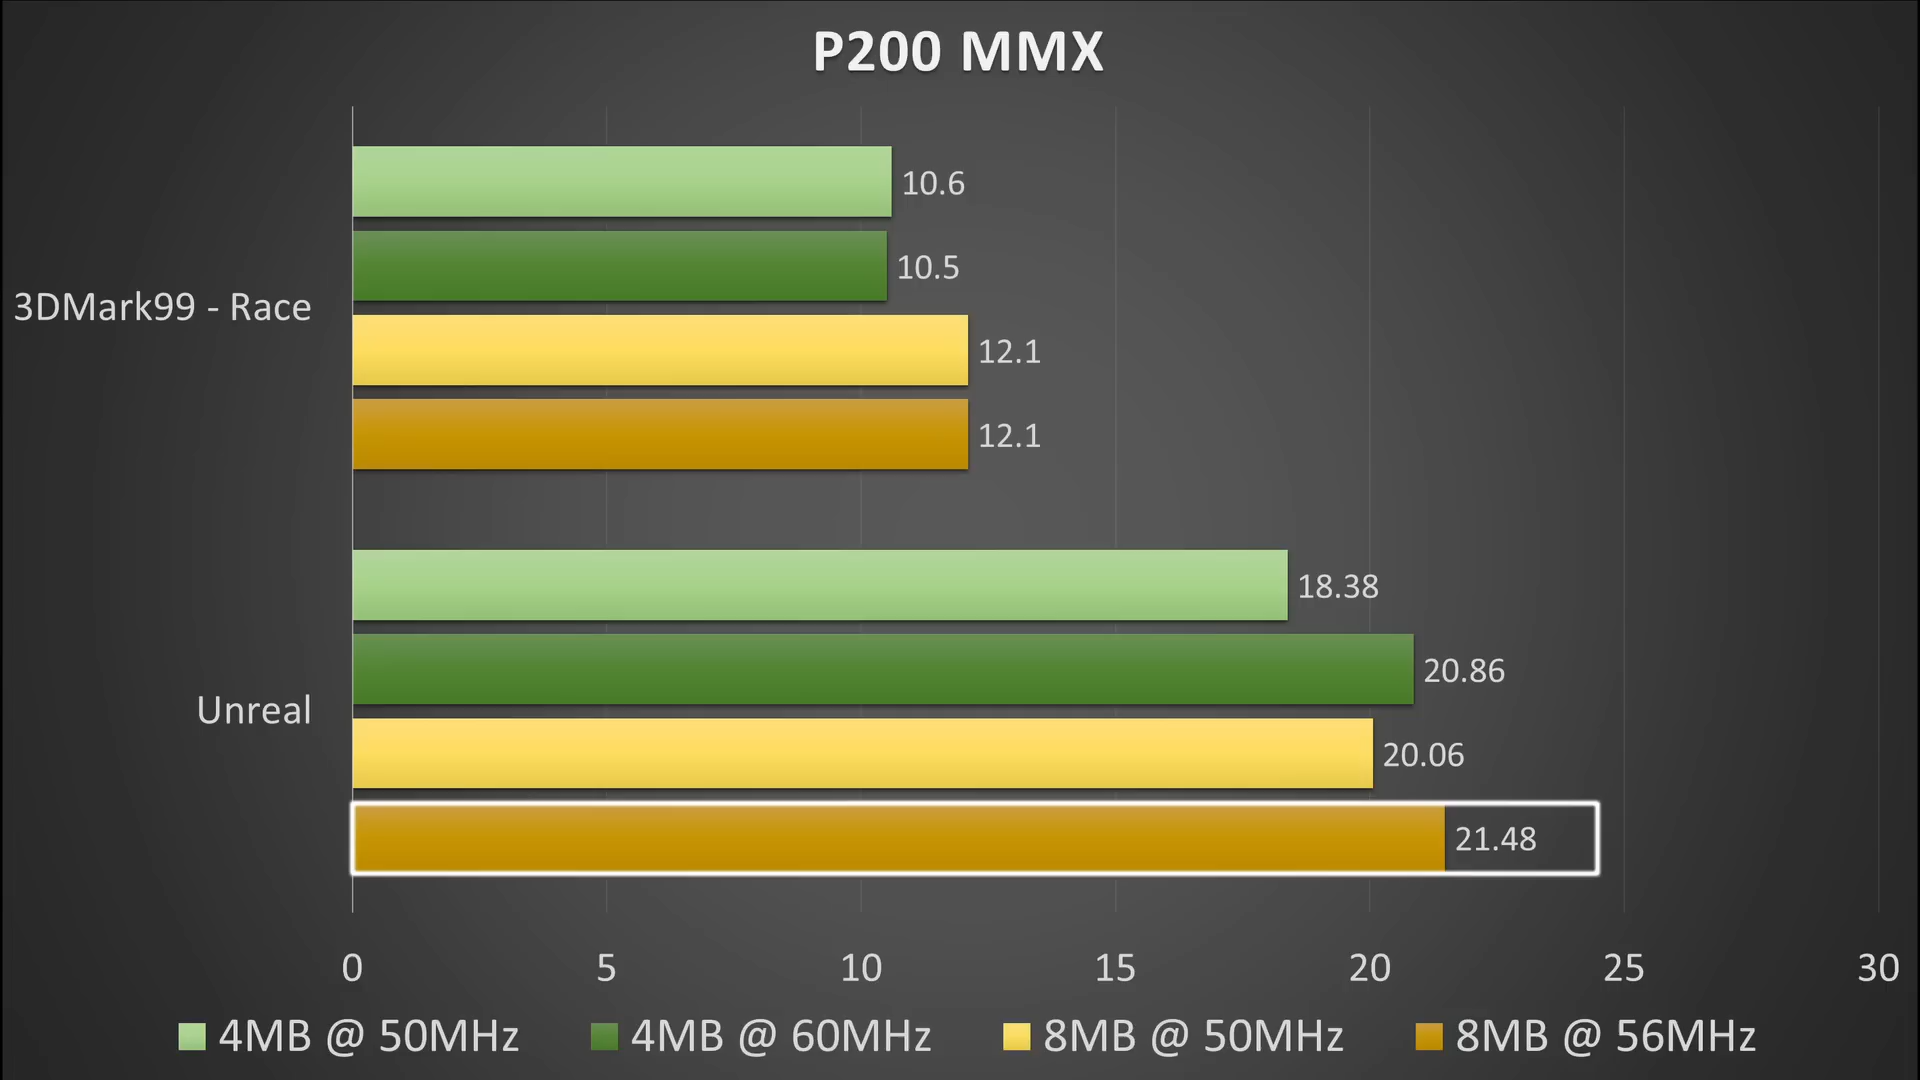 P200 MMX
3DMark99 - Race
10.6
10.5
12.1
12.1
Unreal
18.38
20.86
20.06
21.48
0 5 10 15 20 25 30
4MB @ 50MHz 4MB @ 60MHz 8MB @ 50MHz 8MB @ 56MHz